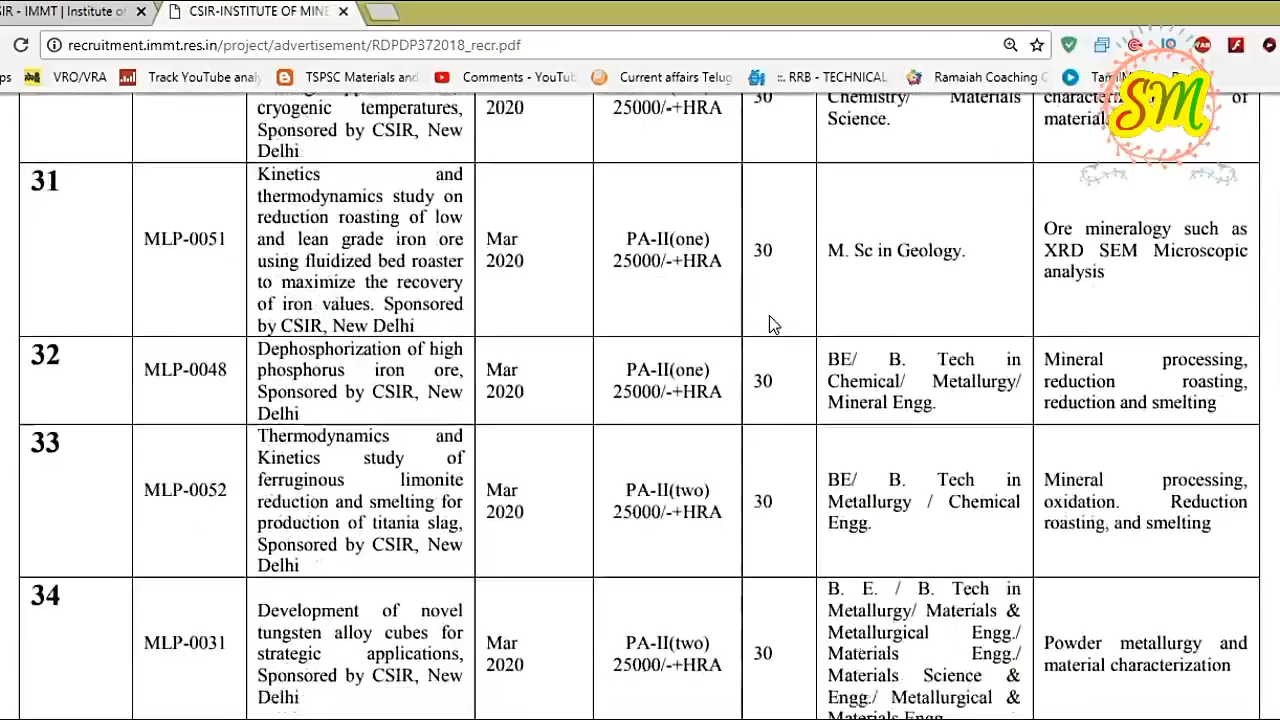 SIR - IMMT | Institute of
CSIR-INSTITUTE OF MINE
recruitment.immt.res.in/project/advertisement/RDPDP372018_recr.pdf
VRO/VRA
Track YouTube anal
TSPSC Materials and
Comments - YouTu
Current affairs Telug
::. RRB - TECHNICAL
Ramaiah Coaching C
SM
cryogenic temperatures,
Sponsored by CSIR, New
Delhi
2020
25000/-+HRA
30
Chemistry/ Materials
Science.
of
31
MLP-0051
Kinetics and
thermodynamics study on
reduction roasting of low
and lean grade iron ore
using fluidized bed roaster
to maximize the recovery
of iron values. Sponsored
by CSIR, New Delhi
Mar
2020
PA-II(one)
25000/-+HRA
30
M. Sc in Geology.
Ore mineralogy such as
XRD SEM Microscopic
analysis
32
MLP-0048
Dephosphorization of high
phosphorus iron ore,
Sponsored by CSIR, New
Delhi
Mar
2020
PA-II(one)
25000/-+HRA
30
BE/ B. Tech in
Chemical/ Metallurgy/
Mineral Engg.
Mineral processing,
reduction roasting,
reduction and smelting
33
MLP-0052
Thermodynamics and
Kinetics study of
ferruginous limonite
reduction and smelting for
production of titania slag,
Sponsored by CSIR, New
Delhi
Mar
2020
PA-II(two)
25000/-+HRA
30
BE/ B. Tech in
Metallurgy / Chemical
Engg.
Mineral processing,
oxidation. Reduction
roasting, and smelting
34
MLP-0031
Development of novel
tungsten alloy cubes for
strategic applications,
Sponsored by CSIR, New
Delhi
Mar
2020
PA-II(two)
25000/-+HRA
30
B. E. / B. Tech in
Metallurgy/ Materials &
Metallurgical Engg./
Materials Engg./
Materials Science &
Engg./ Metallurgical &
Materials Engg
Powder metallurgy and
material characterization